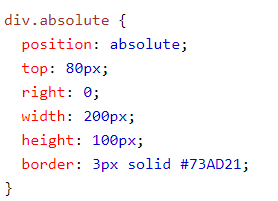 div.absolute {
  position: absolute;
  top: 80px;
  right: 0;
  width: 200px;
  height: 100px;
  border: 3px solid #73AD21;
}